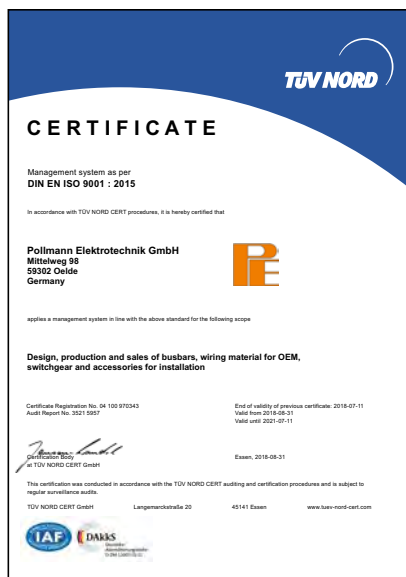 TÜV NORD
CERTIFICATE
Management system as per
DIN EN ISO 9001 : 2015
In accordance with TÜV NORD CERT procedures, it is hereby certified that
Pollmann Elektrotechnik GmbH
Mittelweg 98
59302 Oelde
Germany
PE
applies a management system in line with the above standard for the following scope
Design, production and sales of busbars, wiring material for OEM,
switchgear and accessories for installation
Certificate Registration No. 04 100 970343
Audit Report No. 3521 5957
End of validity of previous certificate: 2018-07-11
Valid from 2018-08-31
Valid until 2021-07-11
Certification Body
at TÜV NORD CERT GmbH
Essen, 2018-08-31
This certification was conducted in accordance with the TÜV NORD CERT auditing and certification procedures and is subject to
regular surveillance audits.
TÜV NORD CERT GmbH Langemarckstraße 20 45141 Essen www.tuev-nord-cert.com
IAF
DAkkS
Deutsche
Akkreditierungsstelle